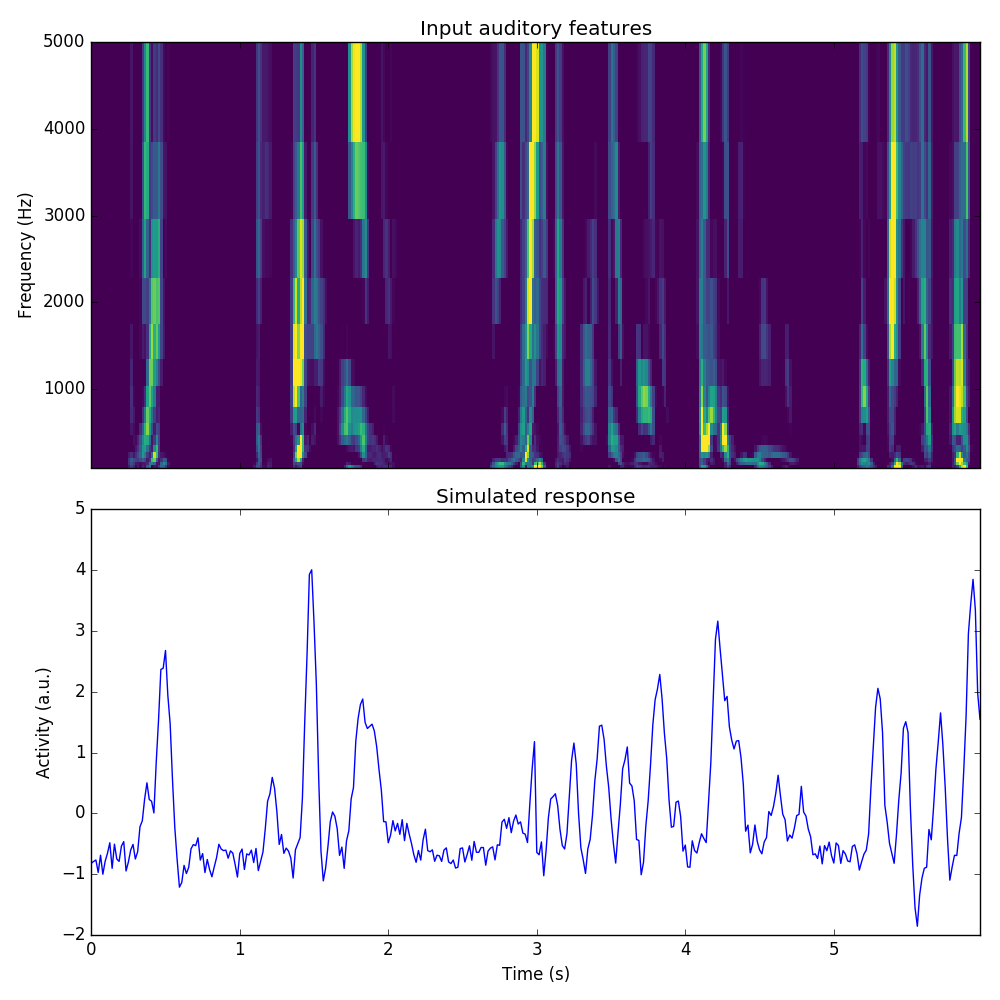 Input auditory features
5000
4000
3000
2000
1000
Frequency (Hz)
Simulated response
5
4
3
2
1
0
−1
−2
Activity (a.u.)
0 1 2 3 4 5
Time (s)